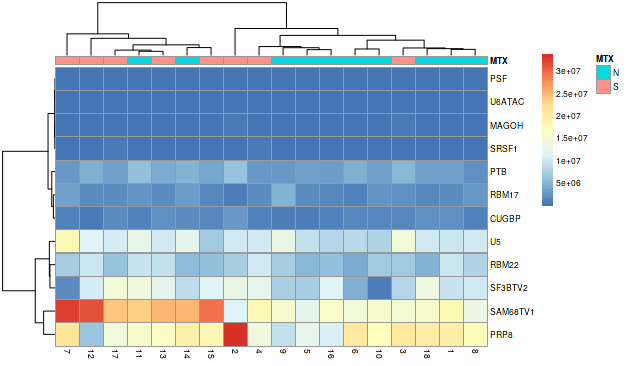 MTX
PSF
U6ATAC
MAGOH
SRSF1
PTB
RBM17
CUGBP
U5
RBM22
SF3BTV2
SAM68TV1
PRP8
7 12 17 11 13 14 15 2 4 9 5 16 6 10 3 18 1 8
3e+07
2.5e+07
2e+07
1.5e+07
1e+07
5e+06
MTX
N
S